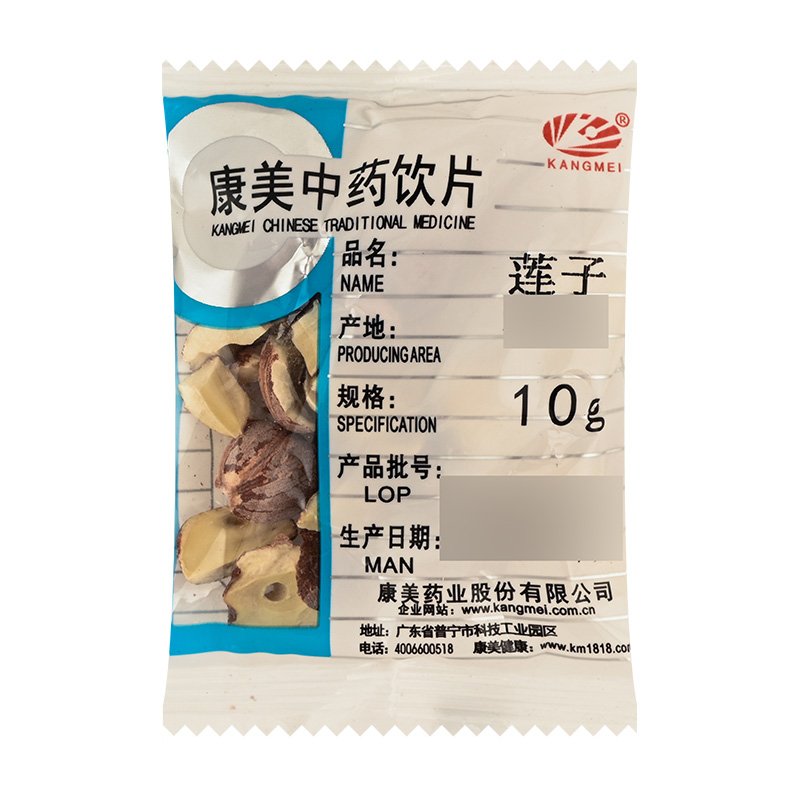 ®
KANGMEI
康美中药饮片
KANGMEI CHINESE TRADITIONAL MEDICINE
品名: 莲子
NAME
产地:
PRODUCING AREA
规格: 10g
SPECIFICATION
产品批号:
LOP
生产日期:
MAN
康美药业股份有限公司
企业网站: www.kangmei.com.cn
地址: 广东省普宁市科技工业园区
电话: 4006600518 康美健康: www.km1818.co